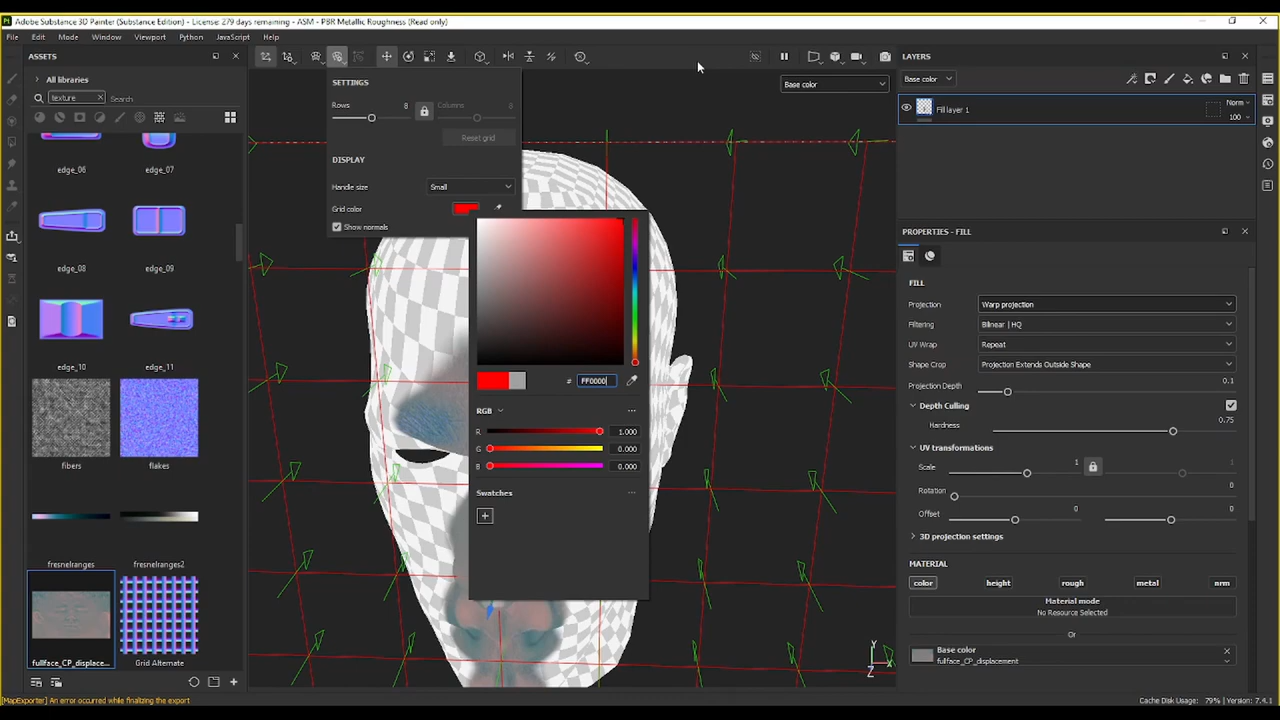 Adobe Substance 3D Painter (Substance Edition) - License: 279 days remaining - ASM - PBR Metallic Roughness (Read only)
File Edit Mode Window Viewport Python JavaScript Help
ASSETS
All libraries
texture × Search
edge_06 edge_07
edge_08 edge_09
edge_10 edge_11
fibers flakes
fresnelranges fresnelranges2
fullface_CP_displace... Grid Alternate
SETTINGS
Rows 8 Columns 8
Reset grid
DISPLAY
Handle size Small
Grid color
Show normals
Base color
# FF0000
RGB
R 1.000
G 0.000
B 0.000
Swatches
+
Y
X
Z
LAYERS
Base color
Fill layer 1 Norm
100
PROPERTIES - FILL
FILL
Projection Warp projection
Filtering Bilinear | HQ
UV Wrap Repeat
Shape Crop Projection Extends Outside Shape
Projection Depth 0.1
Depth Culling
Hardness 0.75
UV transformations
Scale 1 1
Rotation 0
Offset 0 0
3D projection settings
MATERIAL
color height rough metal nrm
Material mode
No Resource Selected
Or
Base color
fullface_CP_displacement
[MapExporter] An error occurred while finalizing the export
Cache Disk Usage: 79% | Version: 7.4.1